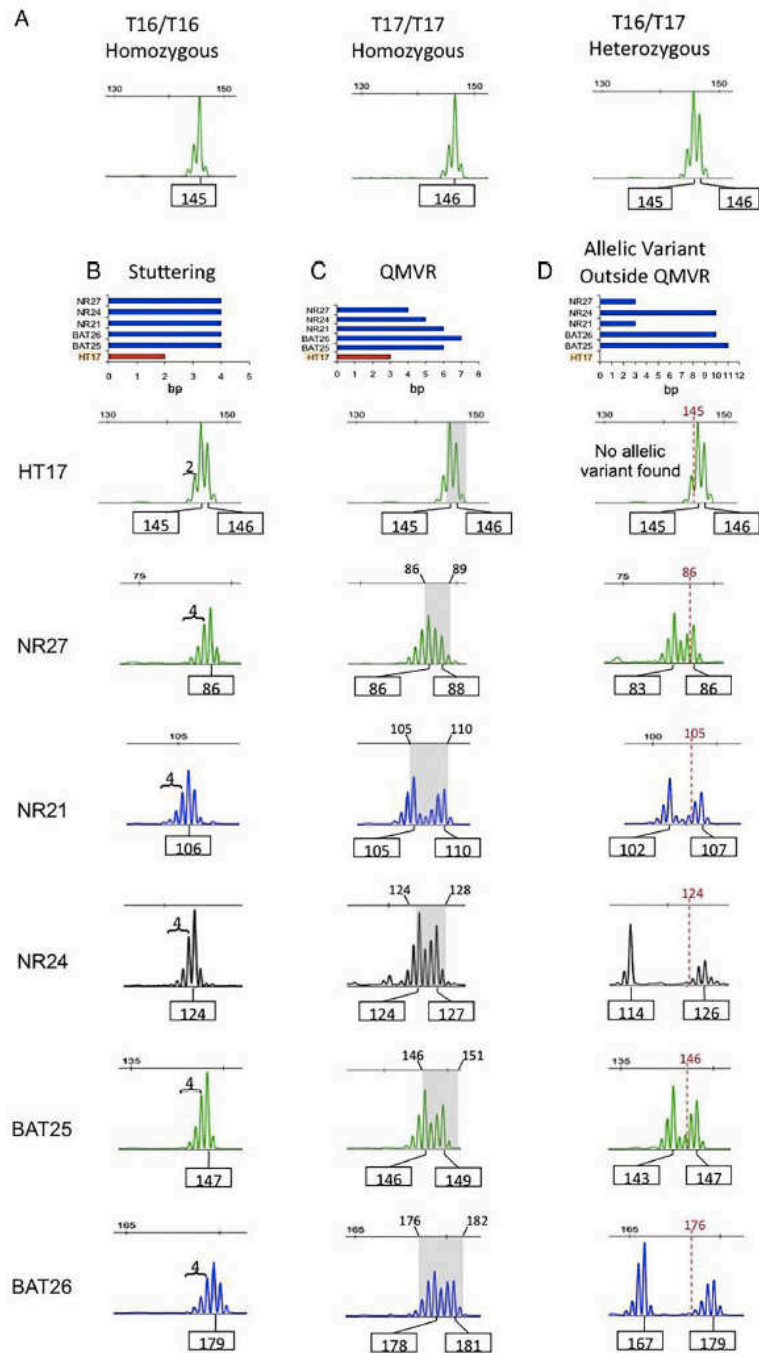 A
T16/T16
Homozygous
T17/T17
Homozygous
T16/T17
Heterozygous
130 150
130 150
130 150
145
146
145 146
B Stuttering
C QMVR
D Allelic Variant
Outside QMVR
NR27
NR24
NR21
BAT26
BAT25
HT17
0 1 2 3 4 5
bp
NR27
NR24
NR21
BAT26
BAT25
HT17
0 1 2 3 4 5 6 7 8
bp
NR27
NR24
NR21
BAT26
BAT25
HT17
0 1 2 3 4 5 6 7 8 9 10 11 12
bp
HT17
130 150
2
145 146
130 150
145 146
130 145 150
No allelic
variant found
145 146
NR27
75
4
86
86 89
86 88
75 86
83 86
NR21
105
4
106
105 110
105 110
100 105
102 107
NR24
4
124
124 128
124 127
124
114 126
BAT25
135
4
147
146 151
146 149
135 146
143 147
BAT26
165
4
179
165 176 182
178 181
165 176
167 179